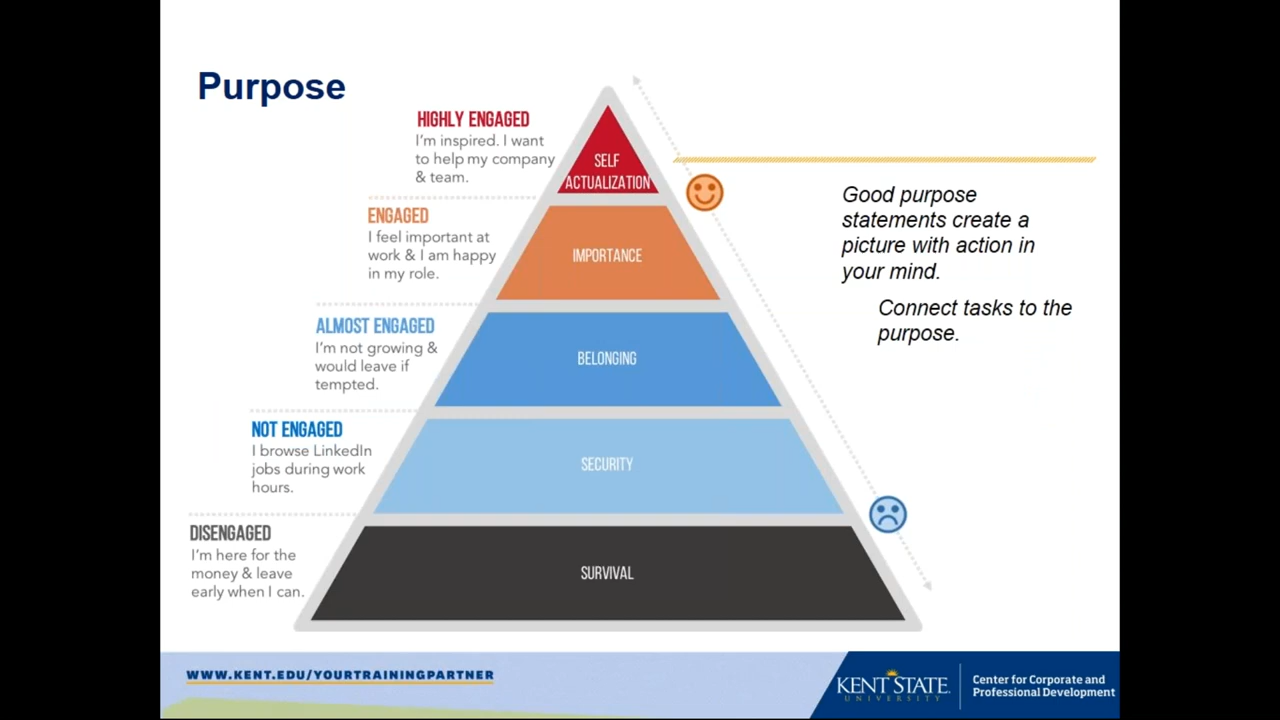 Purpose
HIGHLY ENGAGED
I'm inspired. I want
to help my company
& team.
SELF
ACTUALIZATION
ENGAGED
I feel important at
work & I am happy
in my role.
IMPORTANCE
ALMOST ENGAGED
I'm not growing &
would leave if
tempted.
BELONGING
NOT ENGAGED
I browse LinkedIn
jobs during work
hours.
SECURITY
DISENGAGED
I'm here for the
money & leave
early when I can.
SURVIVAL
Good purpose
statements create a
picture with action in
your mind.
Connect tasks to the
purpose.
WWW.KENT.EDU/YOURTRAININGPARTNER
KENT STATE
UNIVERSITY
Center for Corporate and
Professional Development